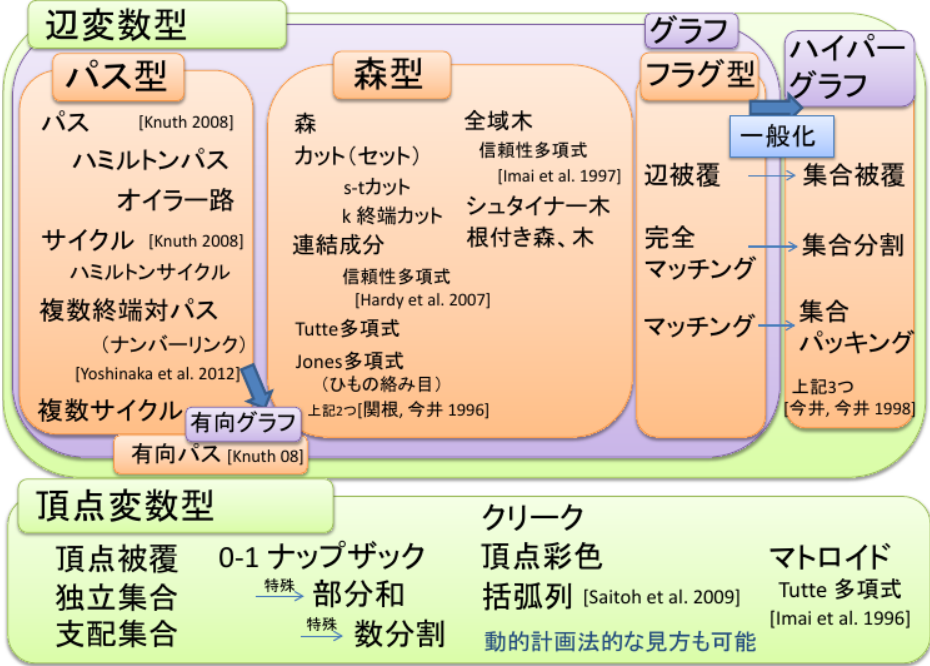 辺変数型
グラフ
ハイパー
グラフ
パス型
森型
フラグ型
一般化
パス [Knuth 2008]
ハミルトンパス
オイラー路
サイクル [Knuth 2008]
ハミルトンサイクル
複数終端対パス
（ナンバーリンク）
[Yoshinaka et al. 2012]
複数サイクル
有向グラフ
有向パス [Knuth 08]
森
カット（セット）
s-tカット
k 終端カット
連結成分
信頼性多項式
[Hardy et al. 2007]
Tutte多項式
Jones多項式
（ひもの絡み目）
上記2つ[関根, 今井 1996]
全域木
信頼性多項式
[Imai et al. 1997]
シュタイナー木
根付き森、木
辺被覆
完全
マッチング
マッチング
集合被覆
集合分割
集合
パッキング
上記3つ
[今井, 今井 1998]
頂点変数型
頂点被覆
独立集合
支配集合
0-1 ナップザック
特殊 部分和
特殊 数分割
クリーク
頂点彩色
括弧列 [Saitoh et al. 2009]
動的計画法的な見方も可能
マトロイド
Tutte 多項式
[Imai et al. 1996]